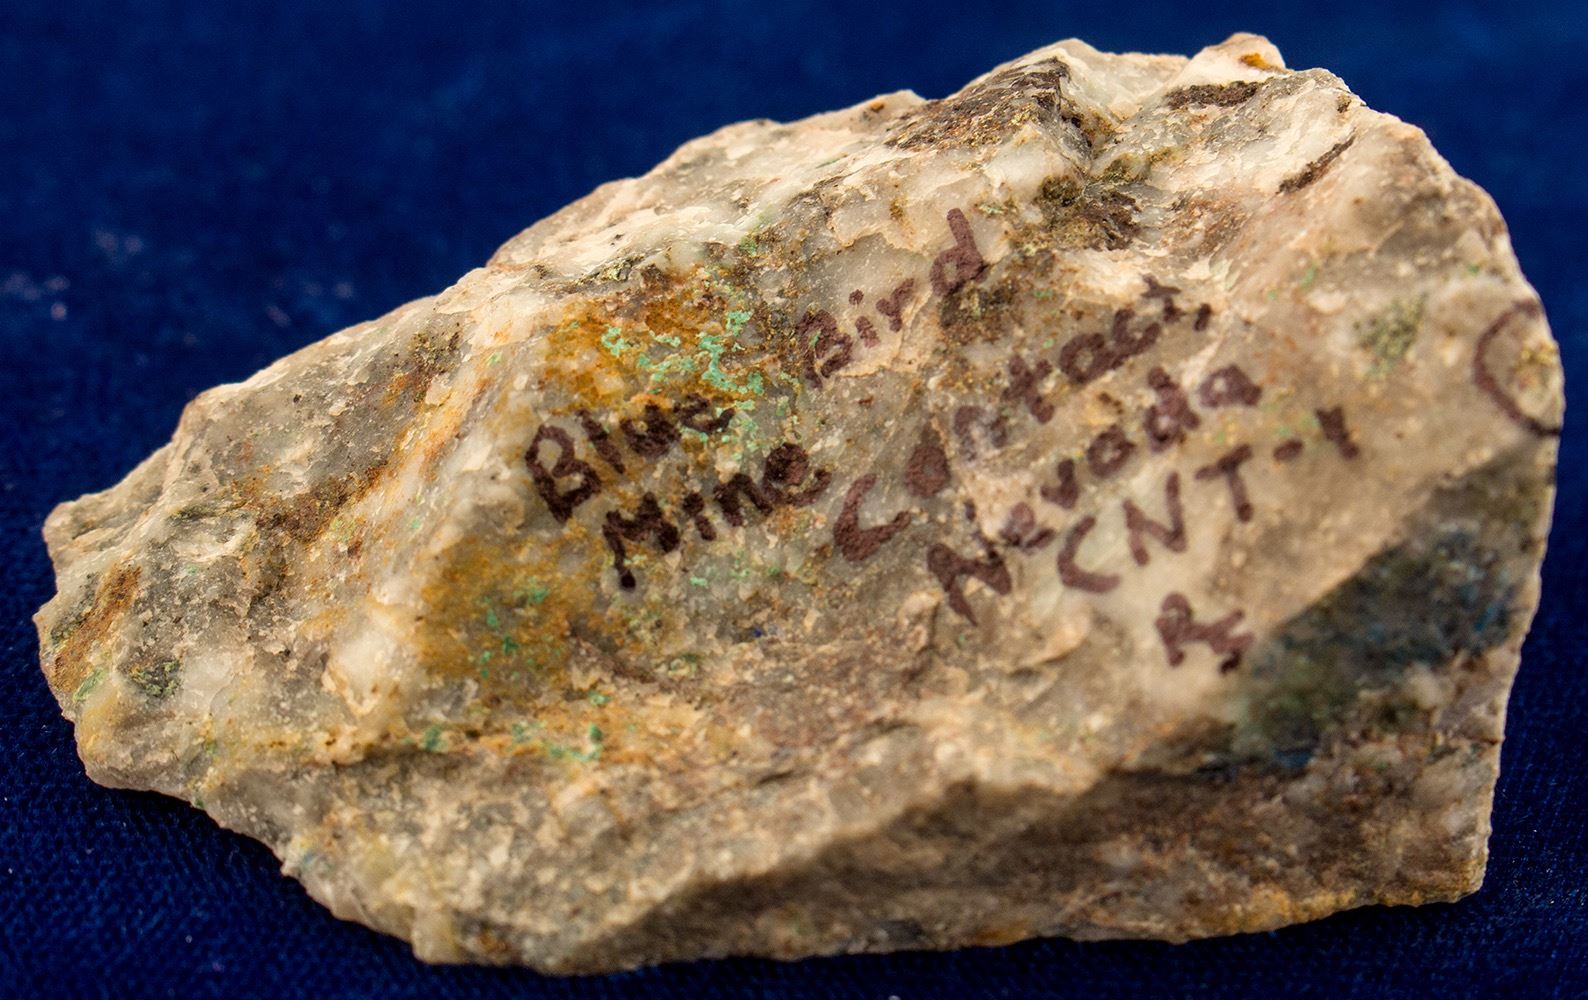 Blue Bird
Mine
Contact,
Nevada
CNT-1